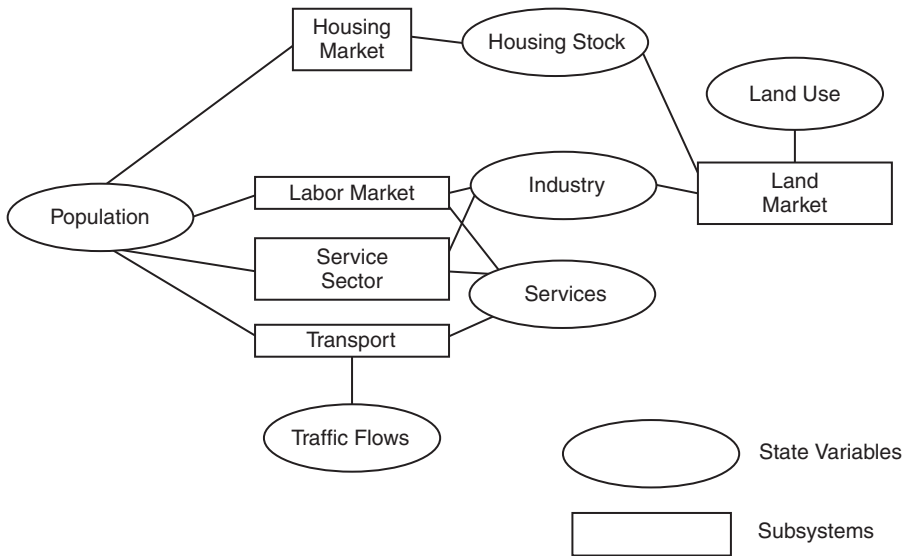 Housing
Market
Housing Stock
Land Use
Population
Labor Market
Industry
Land
Market
Service
Sector
Services
Transport
Traffic Flows
State Variables
Subsystems